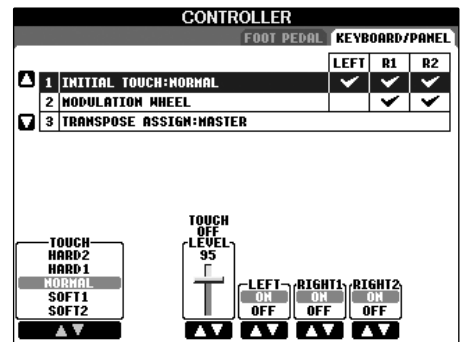 CONTROLLER
FOOT PEDAL KEYBOARD/PANEL
LEFT R1 R2
1 INITIAL TOUCH:NORMAL
2 MODULATION WHEEL
3 TRANSPOSE ASSIGN:MASTER
TOUCH
OFF
LEVEL
95
TOUCH
HARD2
HARD1
NORMAL
SOFT1
SOFT2
LEFT RIGHT1 RIGHT2
ON ON ON
OFF OFF OFF